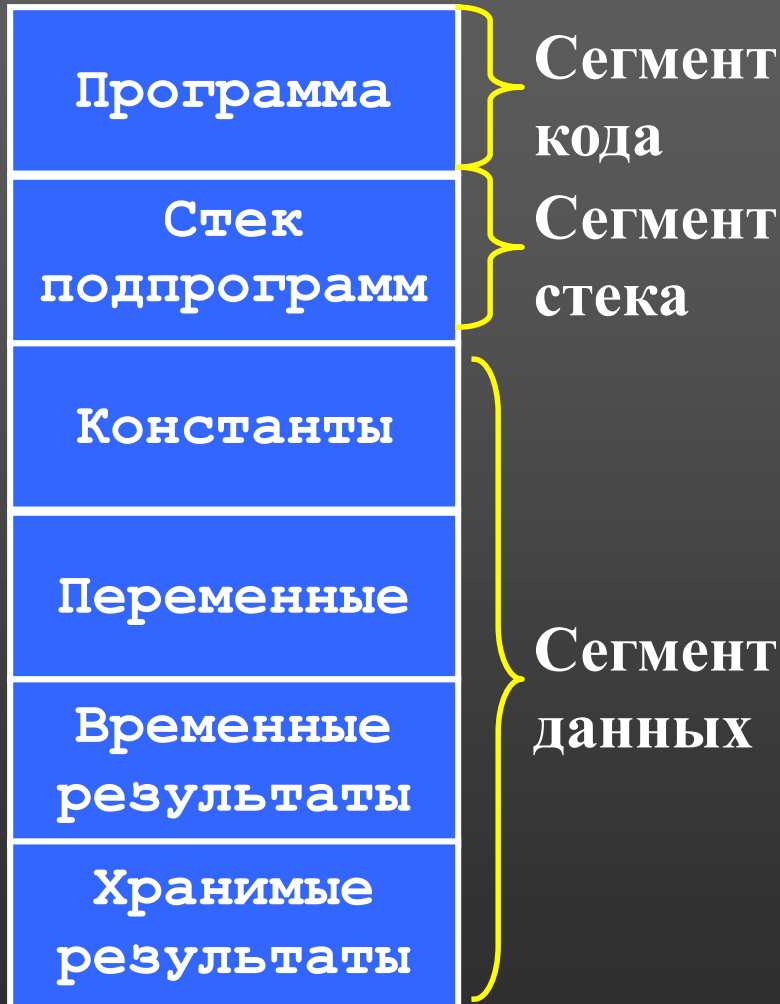 Программа
Сегмент
кода
Стек
подпрограмм
Сегмент
стека
Константы
Переменные
Временные
результаты
Хранимые
результаты
Сегмент
данных